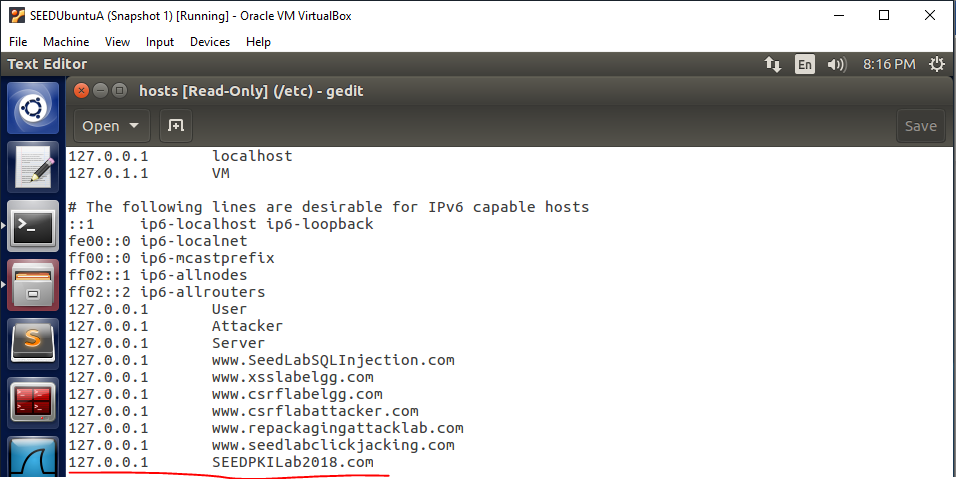 SEEDUbuntuA (Snapshot 1) [Running] - Oracle VM VirtualBox
File Machine View Input Devices Help
Text Editor En 8:16 PM
hosts [Read-Only] (/etc) - gedit
Open Save
127.0.0.1 localhost
127.0.1.1 VM
# The following lines are desirable for IPv6 capable hosts
::1 ip6-localhost ip6-loopback
fe00::0 ip6-localnet
ff00::0 ip6-mcastprefix
ff02::1 ip6-allnodes
ff02::2 ip6-allrouters
127.0.0.1 User
127.0.0.1 Attacker
127.0.0.1 Server
127.0.0.1 www.SeedLabSQLInjection.com
127.0.0.1 www.xsslabelgg.com
127.0.0.1 www.csrflabelgg.com
127.0.0.1 www.csrflabattacker.com
127.0.0.1 www.repackagingattacklab.com
127.0.0.1 www.seedlabclickjacking.com
127.0.0.1 SEEDPKILab2018.com